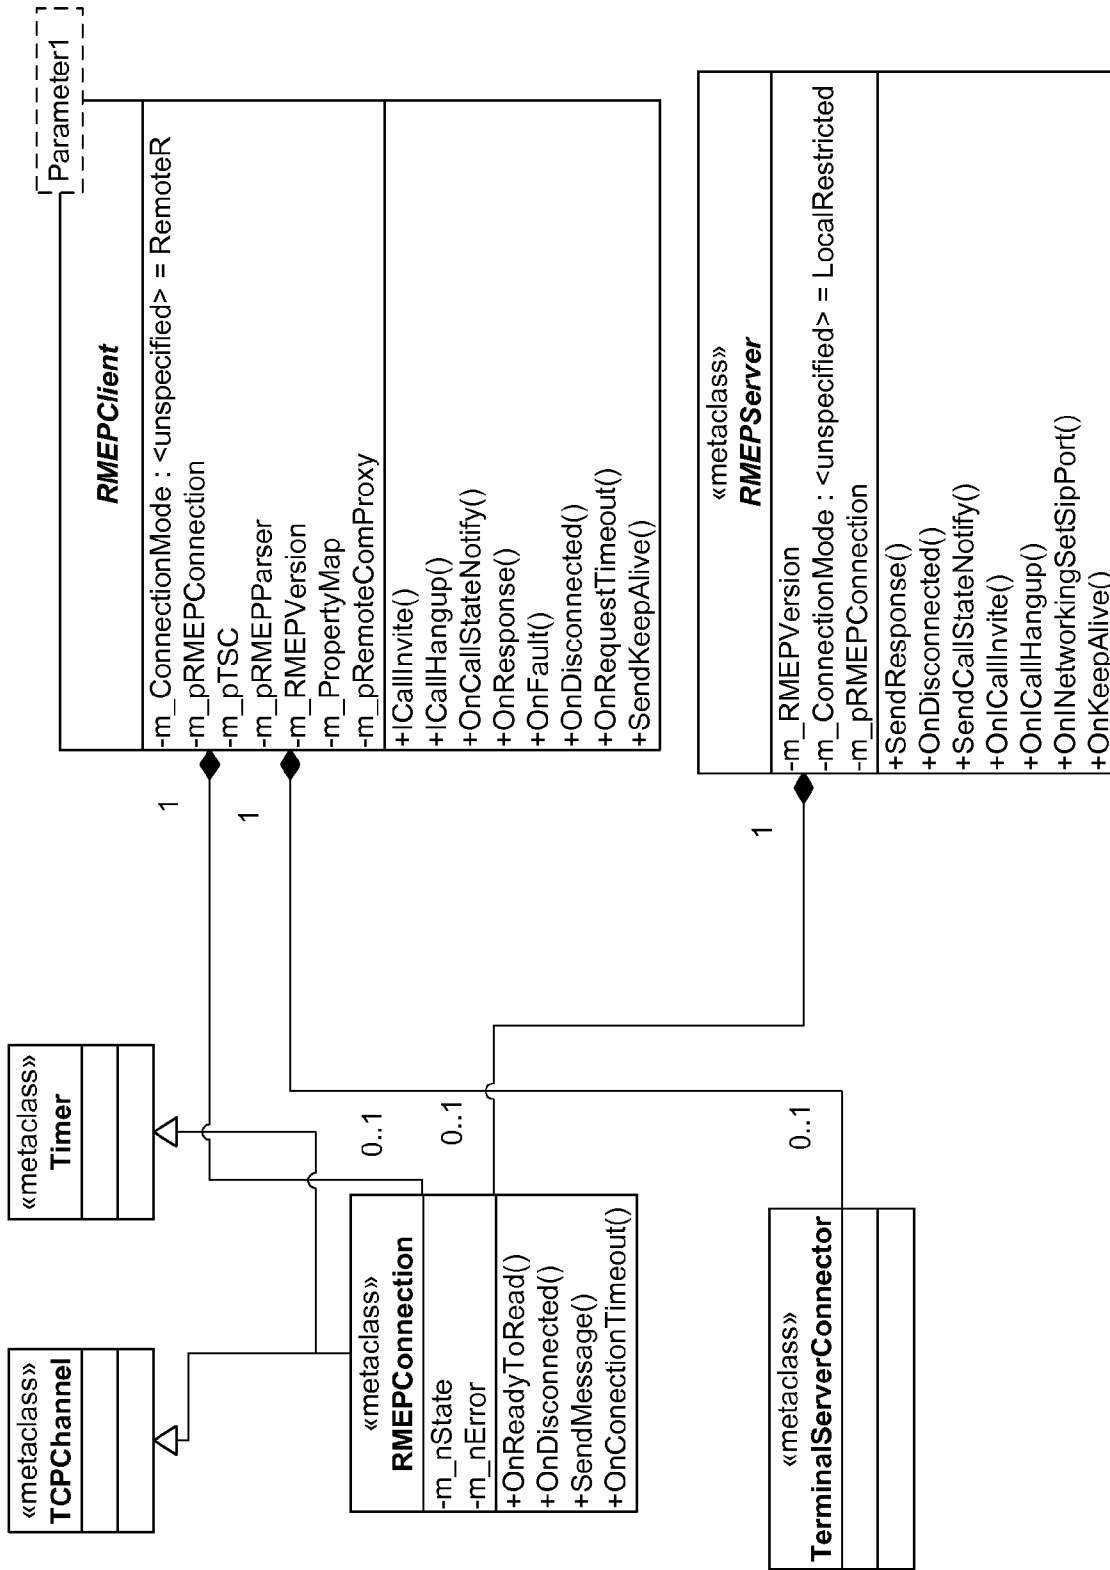 «metaclass»
TCPChannel
«metaclass»
Timer
Parameter1
RMEPClient
-m_ConnectionMode : <unspecified> = RemoteR
-m_pRMEPConnection
-m_pTSC
-m_pRMEPParser
-m_RMEPVersion
-m_PropertyMap
-m_pRemoteComProxy
+ICallInvite()
+ICallHangup()
+OnCallStateNotify()
+OnResponse()
+OnFault()
+OnDisconnected()
+OnRequestTimeout()
+SendKeepAlive()
1
1
0..1
0..1
«metaclass»
RMEPConnection
-m_nState
-m_nError
+OnReadyToRead()
+OnDisconnected()
+SendMessage()
+OnConectionTimeout()
«metaclass»
TerminalServerConnector
0..1
1
«metaclass»
RMEPServer
-m_RMEPVersion
-m_ConnectionMode : <unspecified> = LocalRestricted
-m_pRMEPConnection
+SendResponse()
+OnDisconnected()
+SendCallStateNotify()
+OnICallInvite()
+OnICallHangup()
+OnINetworkingSetSipPort()
+OnKeepAlive()